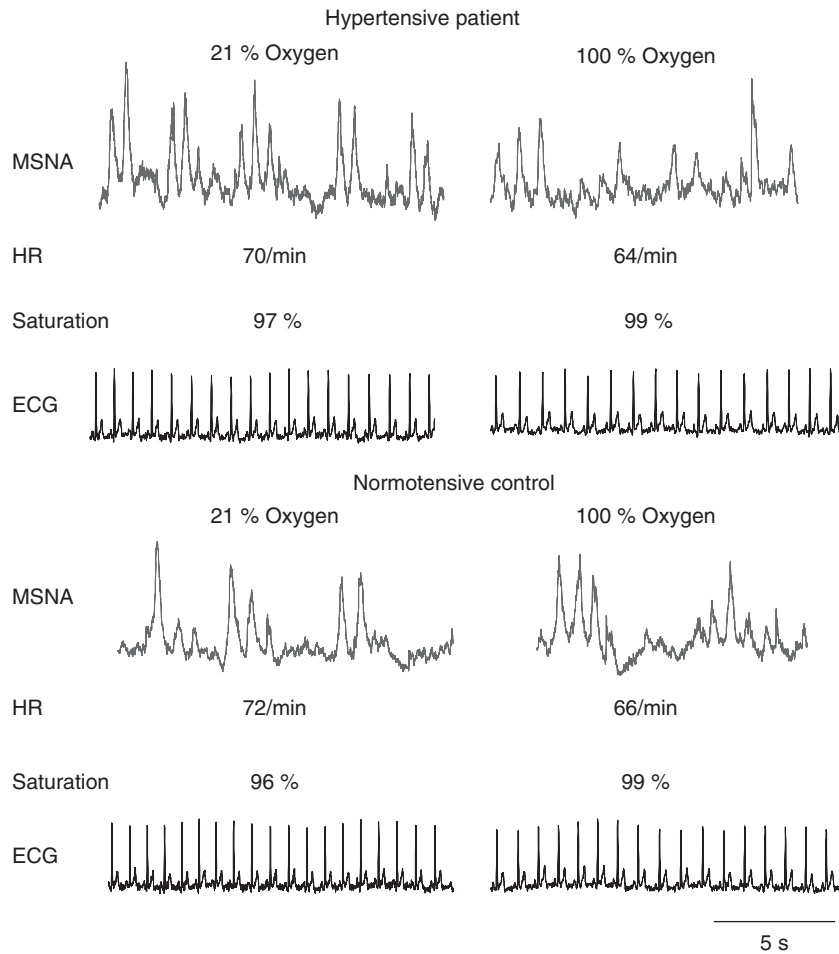 Hypertensive patient
21 % Oxygen 100 % Oxygen
MSNA
HR 70/min 64/min
Saturation 97 % 99 %
ECG
Normotensive control
21 % Oxygen 100 % Oxygen
MSNA
HR 72/min 66/min
Saturation 96 % 99 %
ECG
5 s